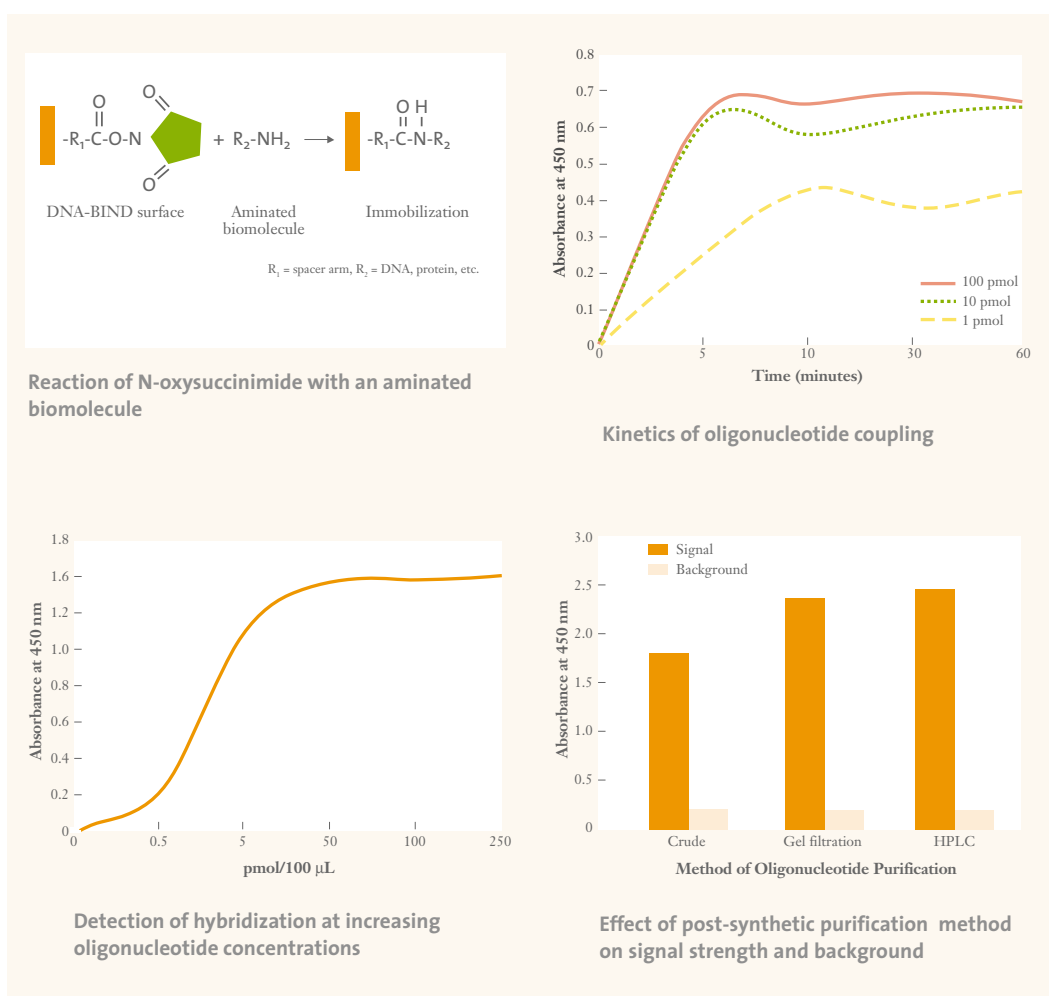 O
O
O
-R₁-C-O-N
+ R₂-NH₂
O H
-R₁-C-N-R₂
DNA-BIND surface
Aminated
biomolecule
Immobilization
R₁ = spacer arm, R₂ = DNA, protein, etc.
Reaction of N-oxysuccinimide with an aminated
biomolecule
Absorbance at 450 nm
0.8
0.7
0.6
0.5
0.4
0.3
0.2
0.1
0
100 pmol
10 pmol
1 pmol
0 5 10 30 60
Time (minutes)
Kinetics of oligonucleotide coupling
Absorbance at 450 nm
1.8
1.6
1.2
1.0
0.8
0.6
0.4
0.2
0
0 0.5 5 50 100 250
pmol/100 µL
Detection of hybridization at increasing
oligonucleotide concentrations
Absorbance at 450 nm
3.0
2.5
2.0
1.5
1.0
0.5
0
Signal
Background
Crude Gel filtration HPLC
Method of Oligonucleotide Purification
Effect of post-synthetic purification method
on signal strength and background